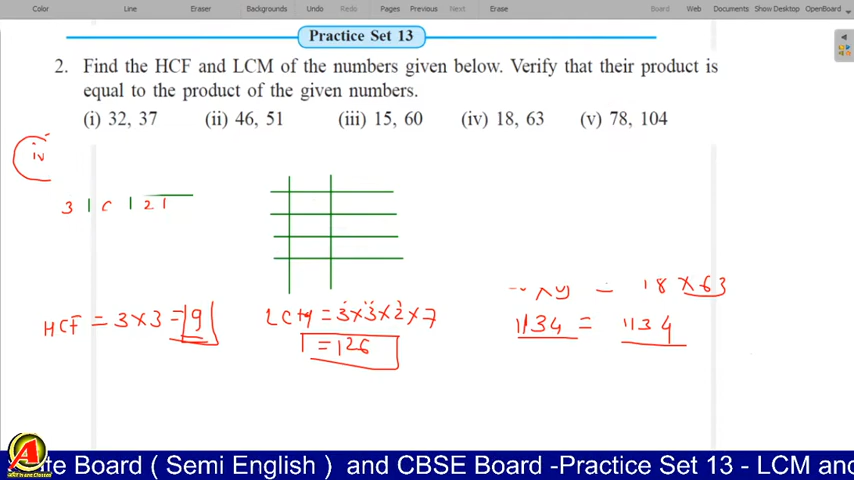 Color Line Eraser Backgrounds Undo Redo Pages Previous Next Erase Board Web Documents Show Desktop OpenBoard
Practice Set 13
2. Find the HCF and LCM of the numbers given below. Verify that their product is
equal to the product of the given numbers.
(i) 32, 37 (ii) 46, 51 (iii) 15, 60 (iv) 18, 63 (v) 78, 104
iv
3 21
18 × 63
HCF = 3×3 = 9
LCM = 3×3×2×7
= 126
1134 = 1134
A
ate Board ( Semi English ) and CBSE Board -Practice Set 13 - LCM and